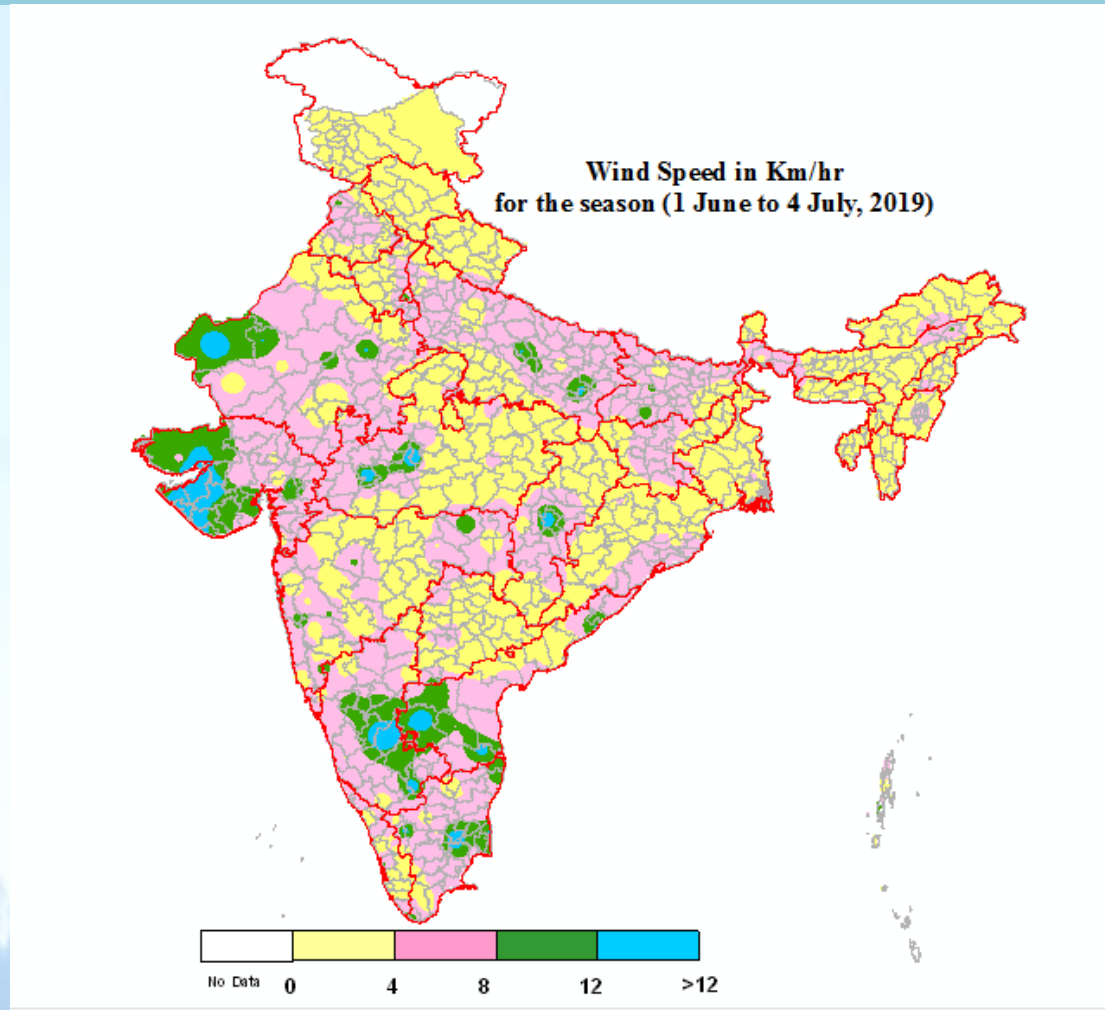 Wind Speed in Km/hr
for the season (1 June to 4 July, 2019)
No Data 0 4 8 12 >12